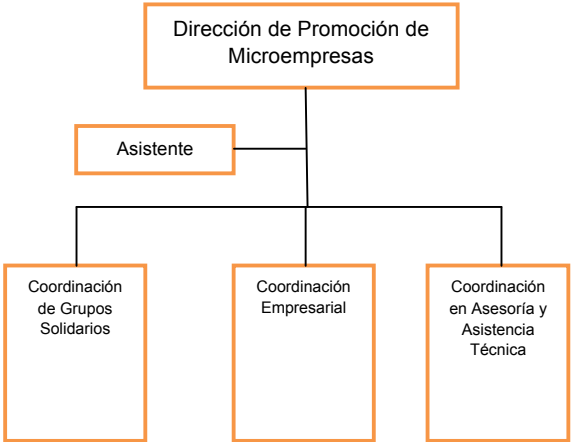 Dirección de Promoción de
Microempresas
Asistente
Coordinación
de Grupos
Solidarios
Coordinación
Empresarial
Coordinación
en Asesoría y
Asistencia
Técnica